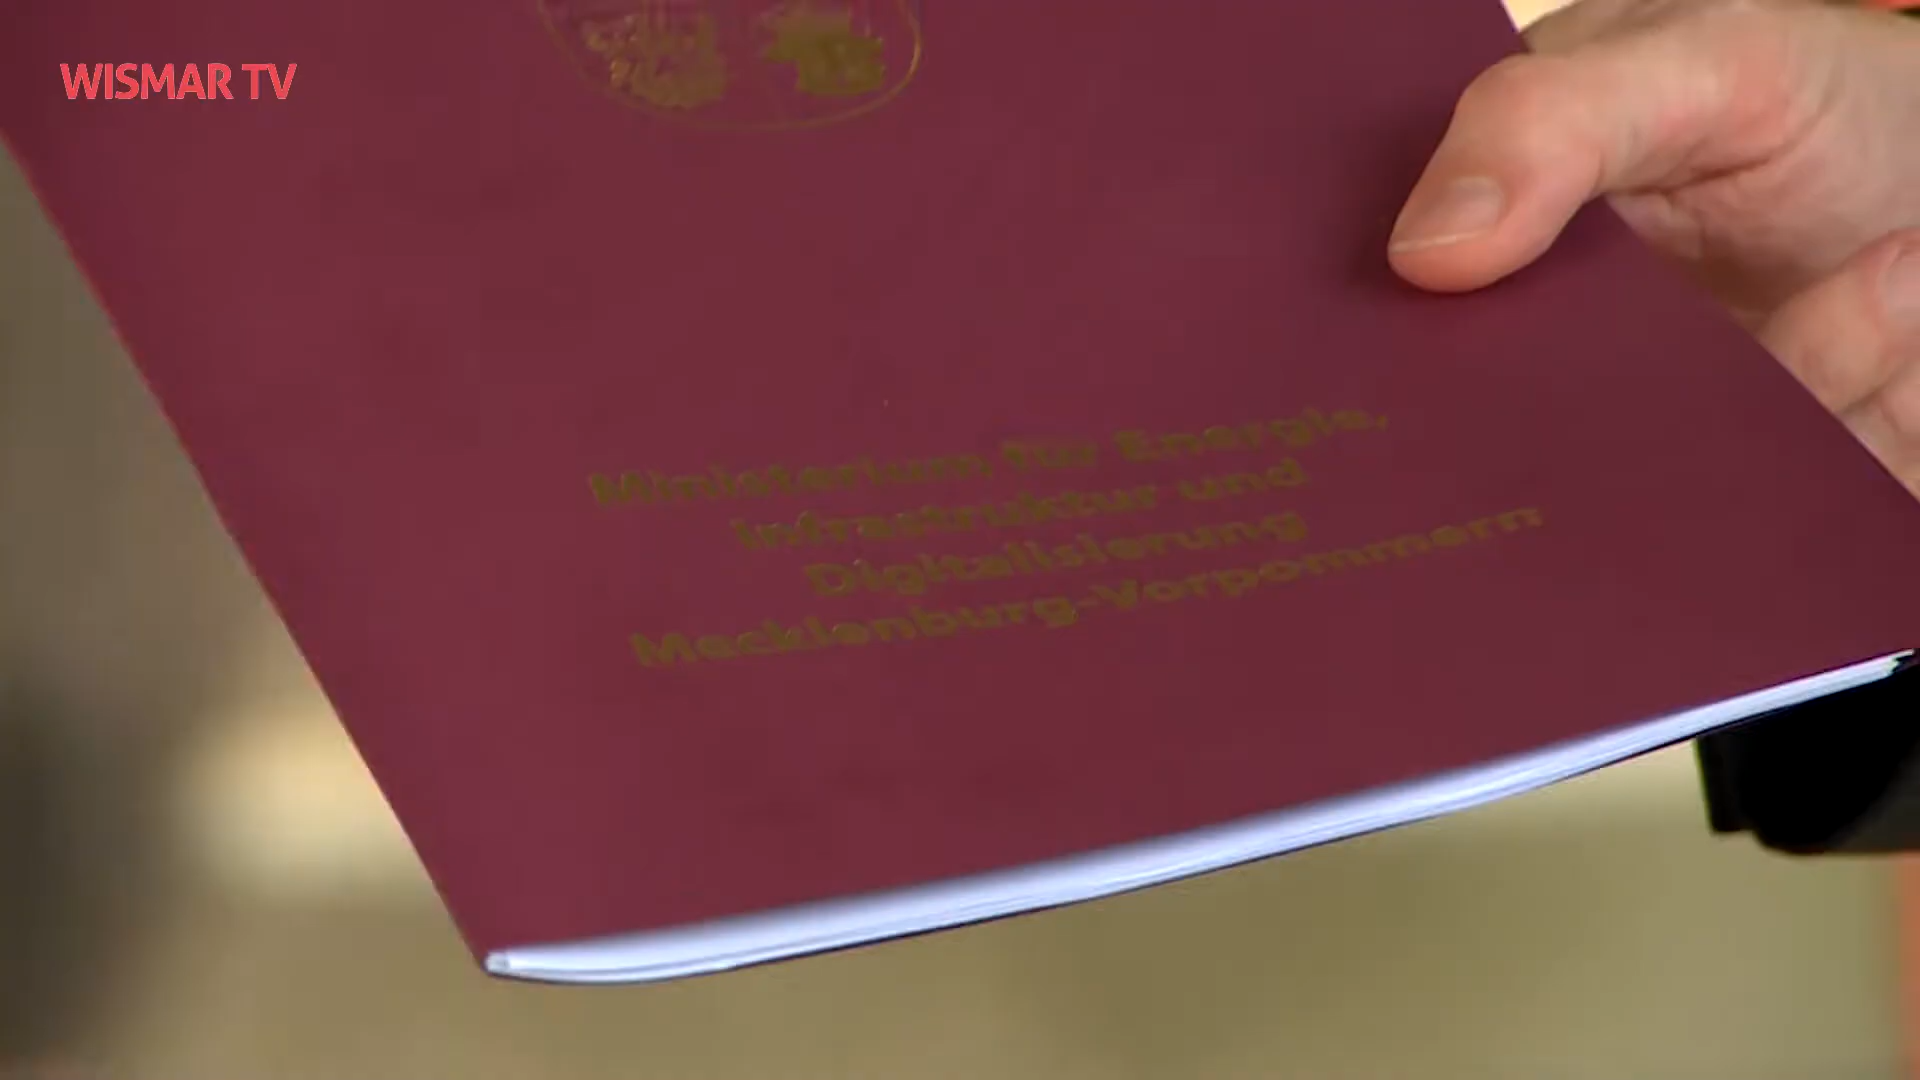 WISMAR TV
Ministerium für Energie,
Infrastruktur und
Digitalisierung
Mecklenburg-Vorpommern